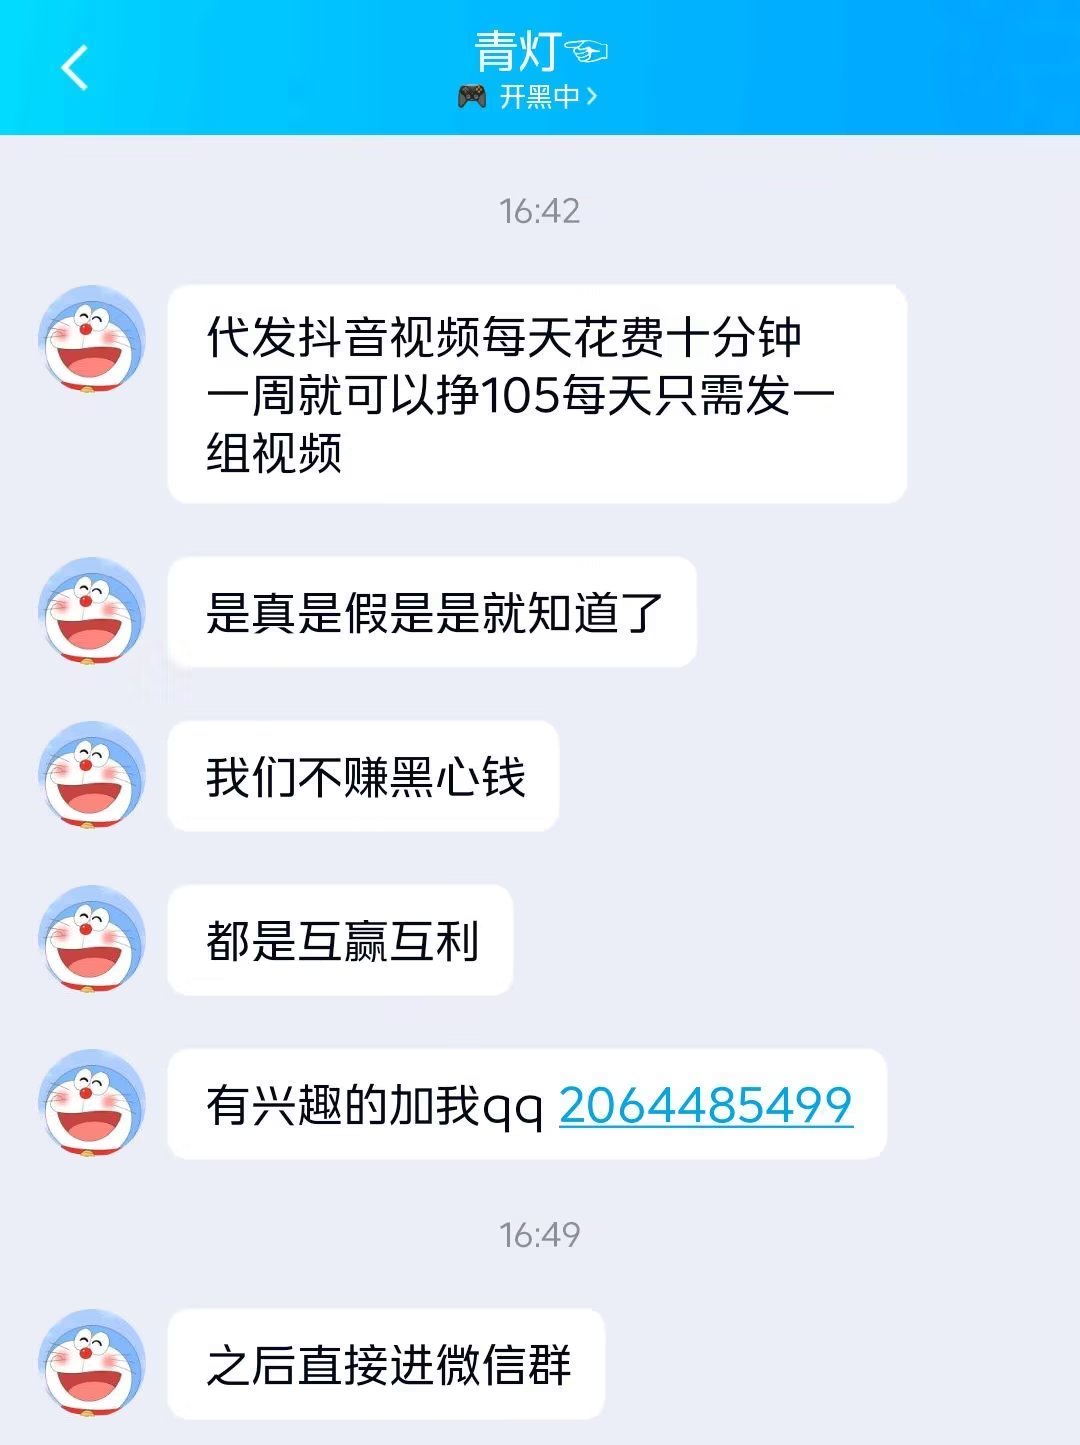 青灯
🎮 开黑中
16:42
代发抖音视频每天花费十分钟
一周就可以挣105每天只需发一
组视频
是真是假是是就知道了
我们不赚黑心钱
都是互赢互利
有兴趣的加我qq 2064485499
16:49
之后直接进微信群